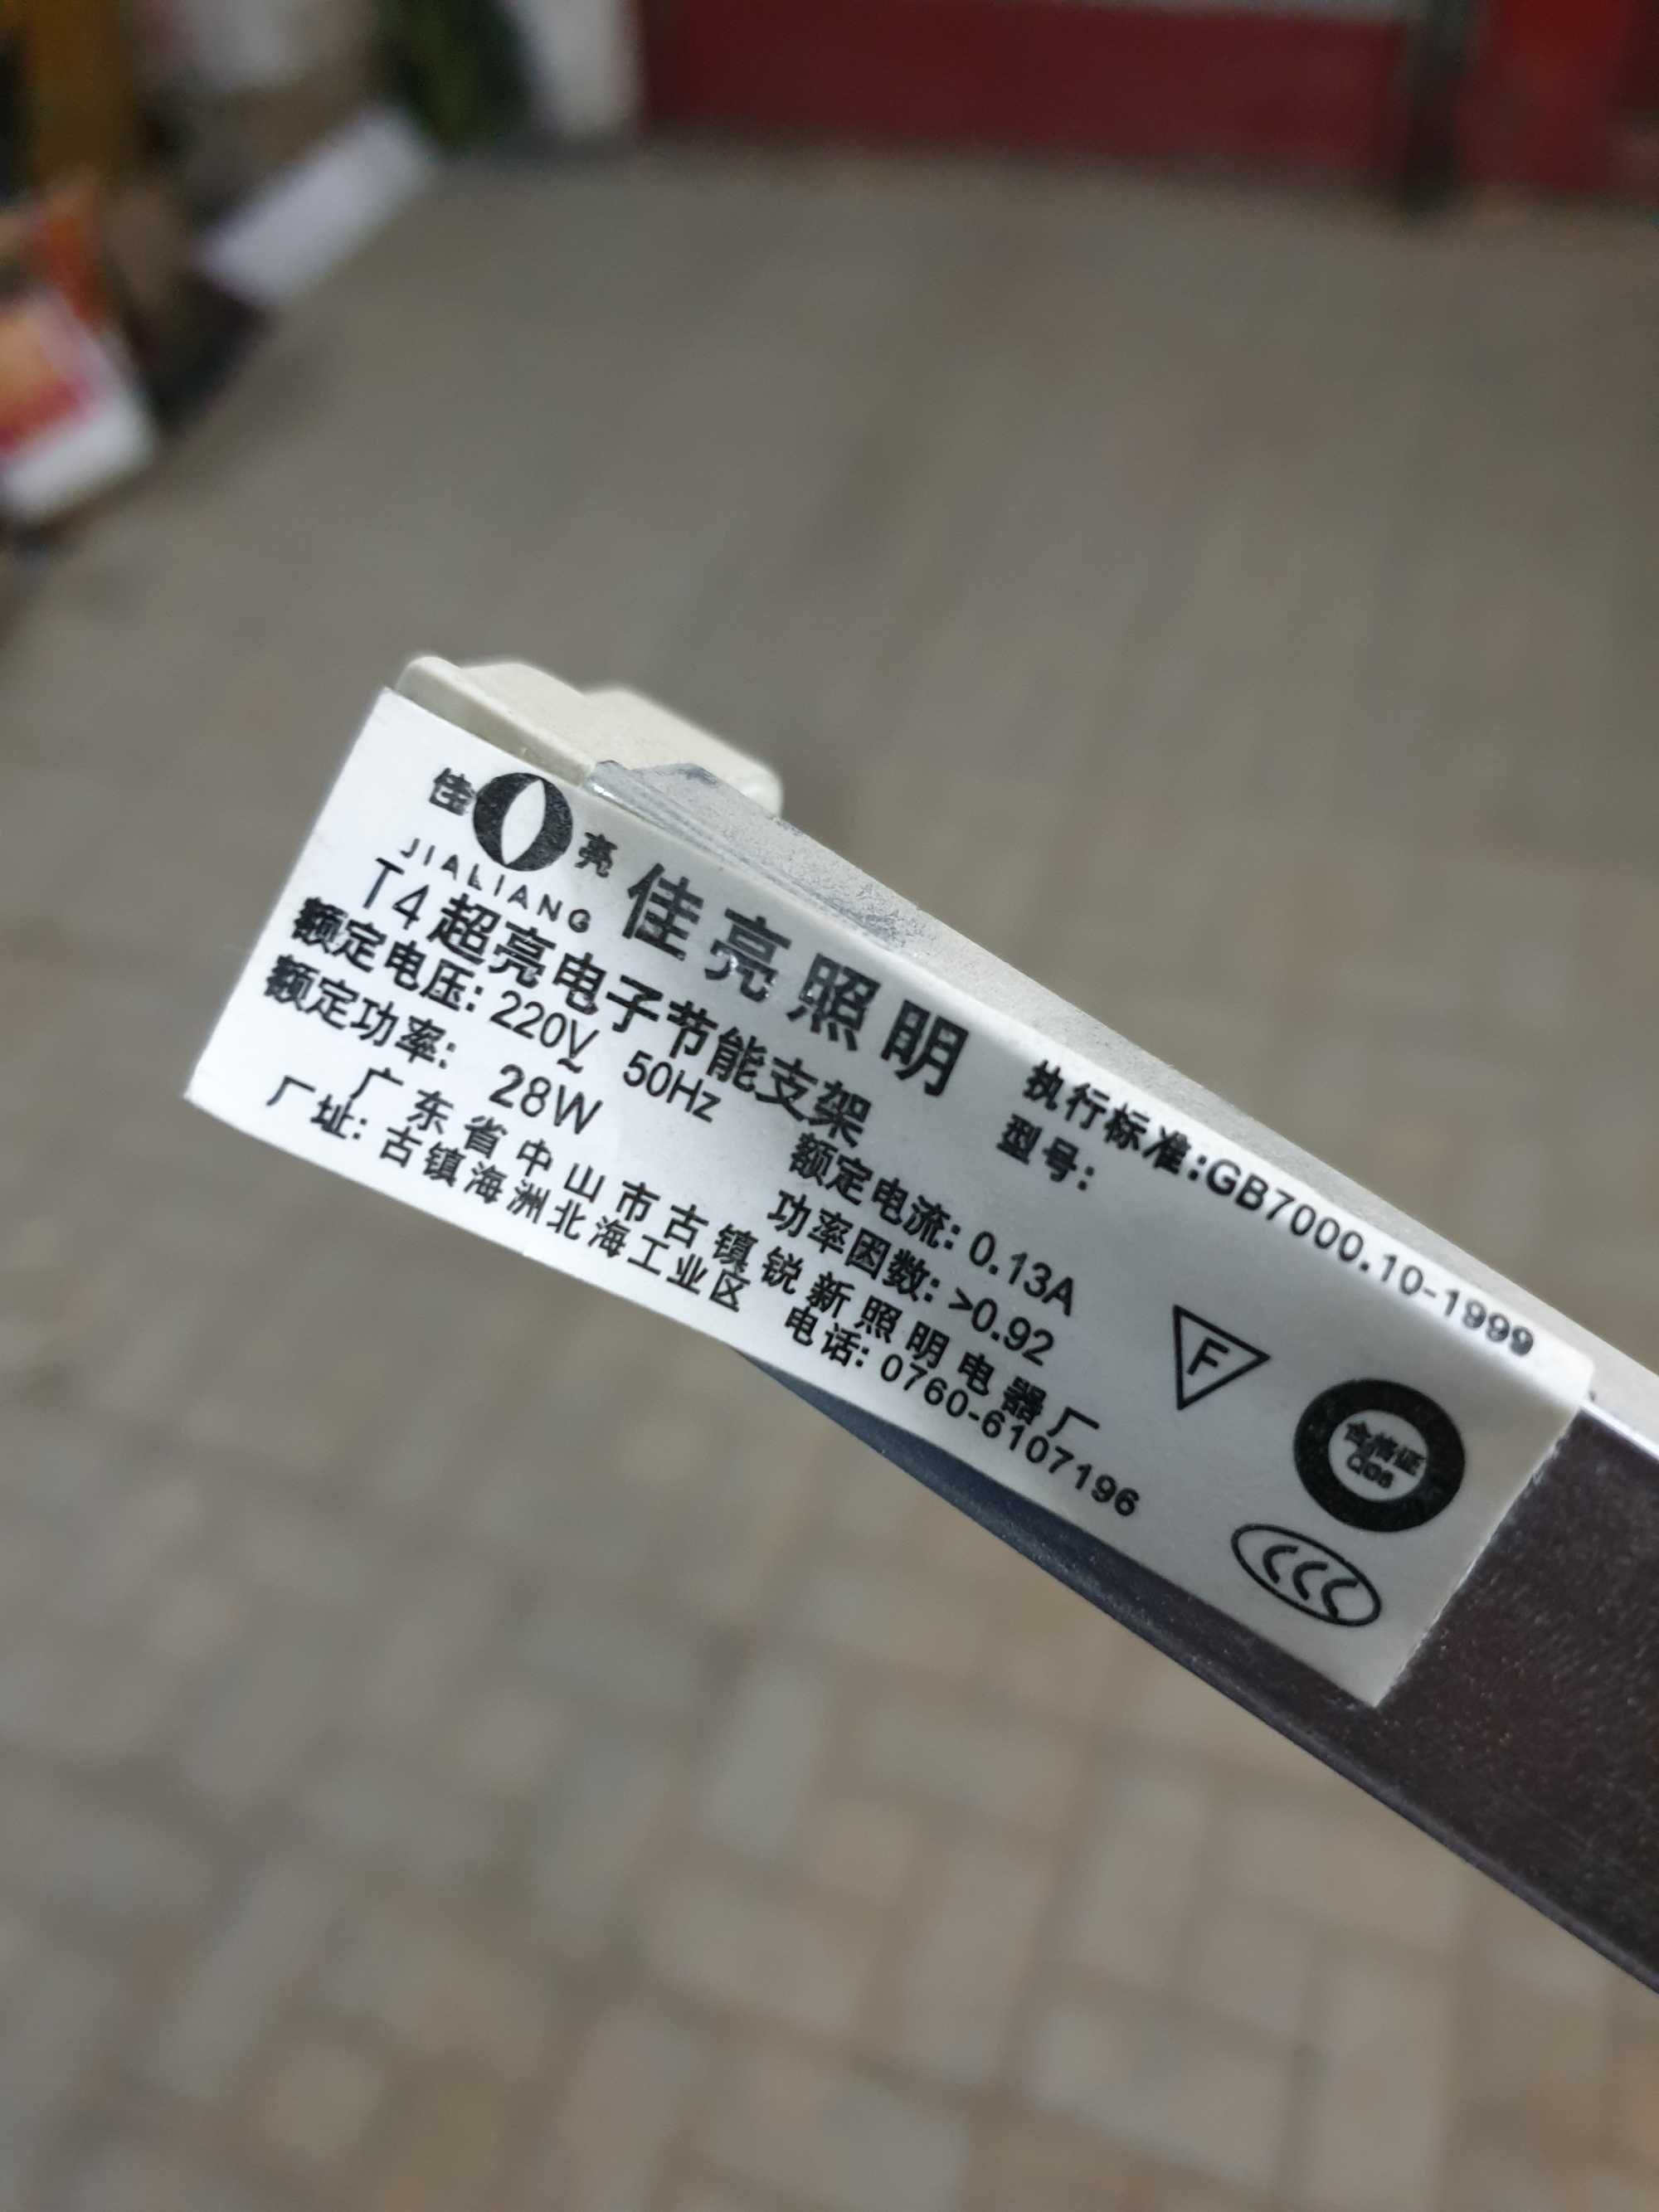 佳 亮
JIALIANG
佳亮照明
T4超亮电子节能支架
执行标准:GB7000.10-1999
型号:
额定电压: 220V~ 50Hz
额定电流: 0.13A
额定功率: 28W
功率因数: >0.92
广东省中山市古镇锐新照明电器厂
厂址: 古镇海洲北海工业区 电话: 0760-6107196
F
合格证
CCC